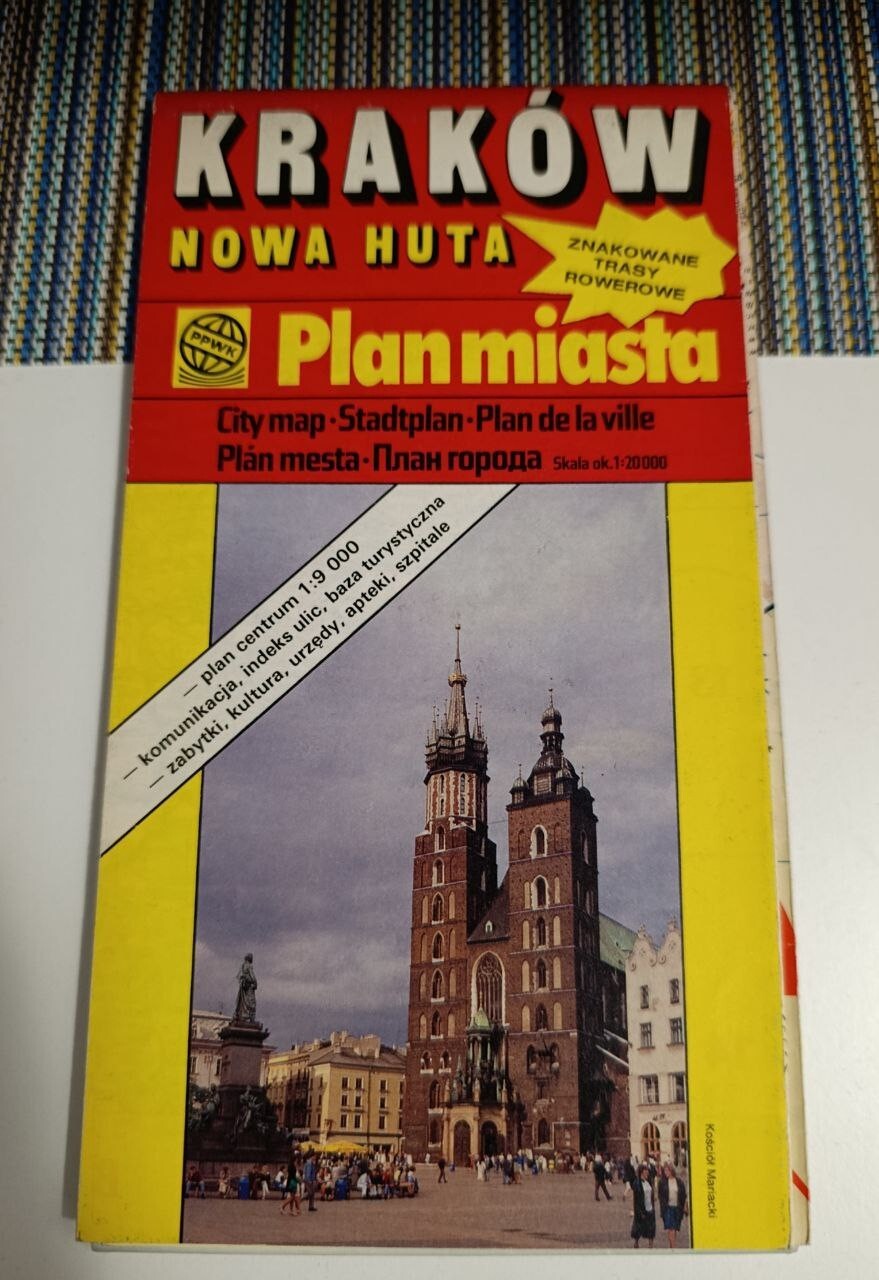 KRAKÓW
NOWA HUTA
ZNAKOWANE
TRASY
ROWEROWE
PPWK
Plan miasta
City map·Stadtplan·Plan de la ville
Plán mesta·План города Skala ok.1:20 000
— plan centrum 1:9 000
— komunikacja, indeks ulic, baza turystyczna
— zabytki, kultura, urzędy, apteki, szpitale
Kościół Mariacki